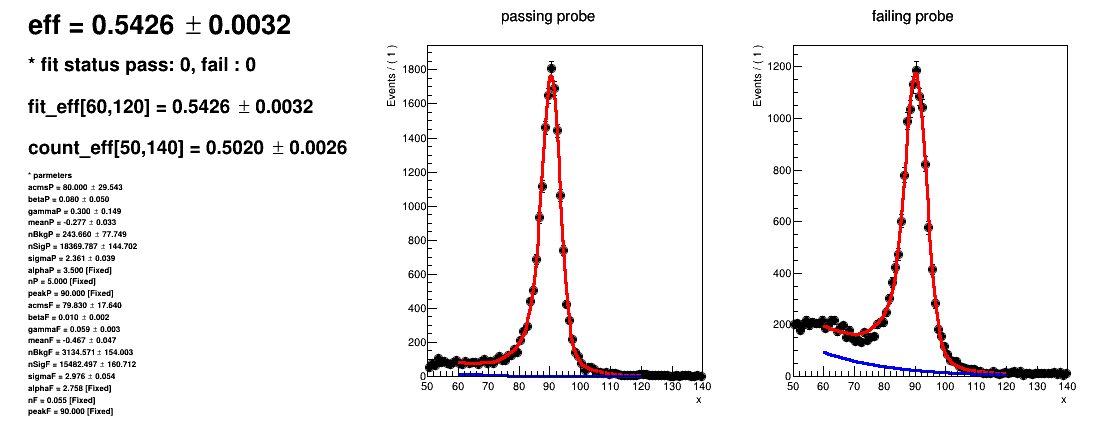 eff = 0.5426 ± 0.0032
* fit status pass: 0, fail : 0
fit_eff[60,120] = 0.5426 ± 0.0032
count_eff[50,140] = 0.5020 ± 0.0026
* parmeters
acmsP = 80.000 ± 29.543
betaP = 0.080 ± 0.050
gammaP = 0.300 ± 0.149
meanP = -0.277 ± 0.033
nBkgP = 243.660 ± 77.749
nSigP = 18369.787 ± 144.702
sigmaP = 2.361 ± 0.039
alphaP = 3.500 [Fixed]
nP = 5.000 [Fixed]
peakP = 90.000 [Fixed]
acmsF = 79.830 ± 17.640
betaF = 0.010 ± 0.002
gammaF = 0.059 ± 0.003
meanF = -0.467 ± 0.047
nBkgF = 3134.571 ± 154.003
nSigF = 15482.497 ± 160.712
sigmaF = 2.976 ± 0.054
alphaF = 2.758 [Fixed]
nF = 0.055 [Fixed]
peakF = 90.000 [Fixed]
passing probe
Events / ( 1 )
1800
1600
1400
1200
1000
800
600
400
200
0
50 60 70 80 90 100 110 120 130 140
x
failing probe
Events / ( 1 )
1200
1000
800
600
400
200
0
50 60 70 80 90 100 110 120 130 140
x